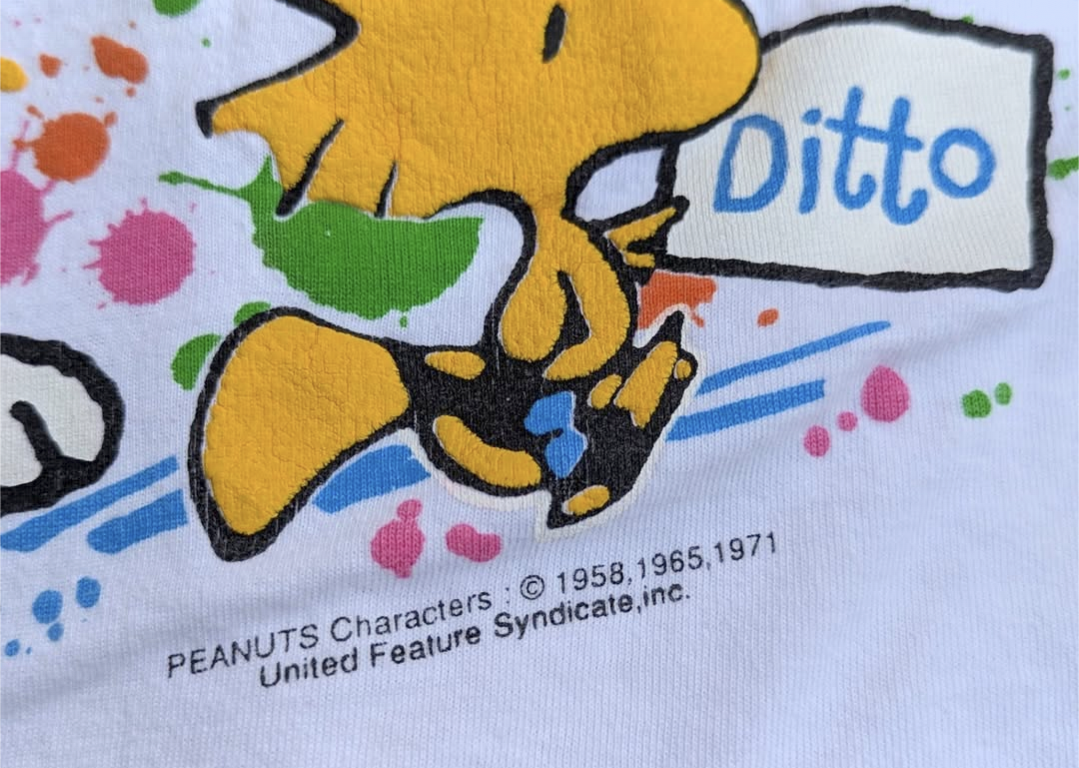 Ditto
PEANUTS Characters : © 1958,1965,1971
United Feature Syndicate,inc.